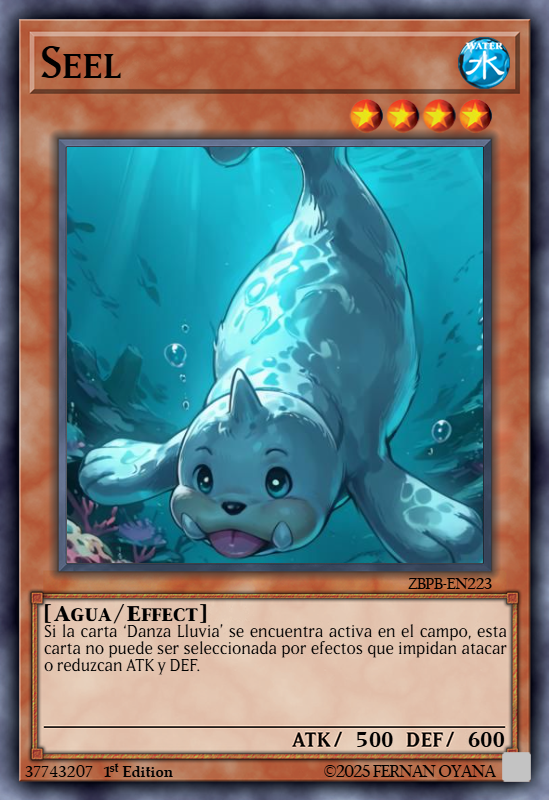 SEEL
WATER
水
ZBPB-EN223
[AGUA/EFFECT]
Si la carta ‘Danza Lluvia’ se encuentra activa en el campo, esta
carta no puede ser seleccionada por efectos que impidan atacar
o reduzcan ATK y DEF.
ATK/ 500 DEF/ 600
37743207 1st Edition ©2025 FERNAN OYANA